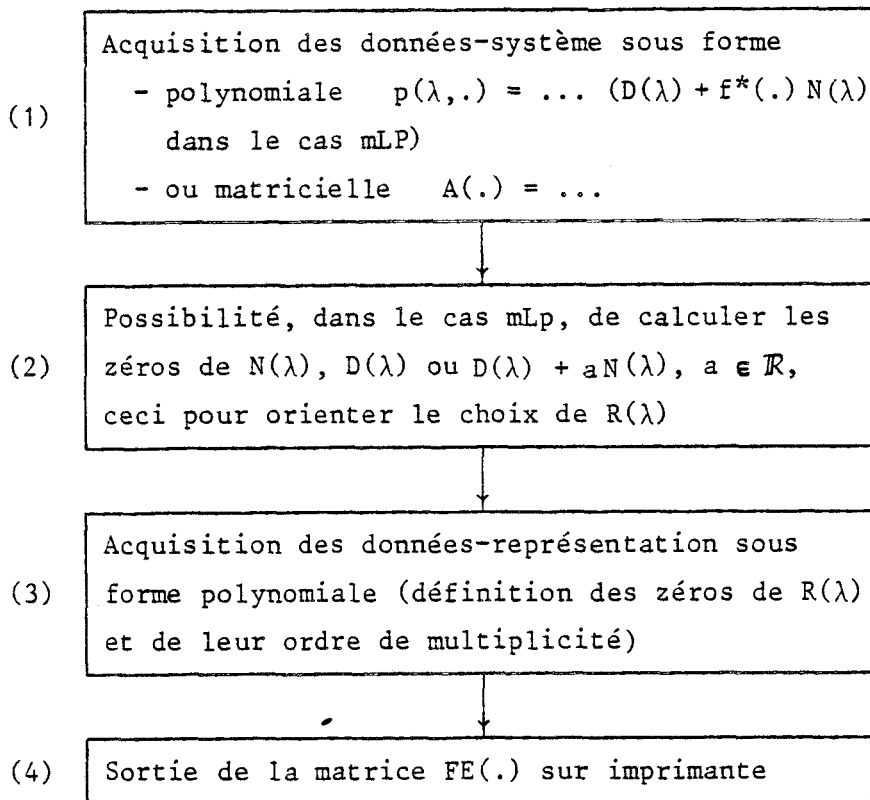 Acquisition des données-système sous forme
- polynomiale p(λ,.) = ... (D(λ) + f*(.) N(λ)
(1)
dans le cas mLP)
- ou matricielle A(.) = ...
Possibilité, dans le cas mLp, de calculer les
(2) zéros de N(λ), D(λ) ou D(λ) + aN(λ), a ∈ ℝ,
ceci pour orienter le choix de R(λ)
Acquisition des données-représentation sous
(3) forme polynomiale (définition des zéros de R(λ)
et de leur ordre de multiplicité)
(4) Sortie de la matrice FE(.) sur imprimante